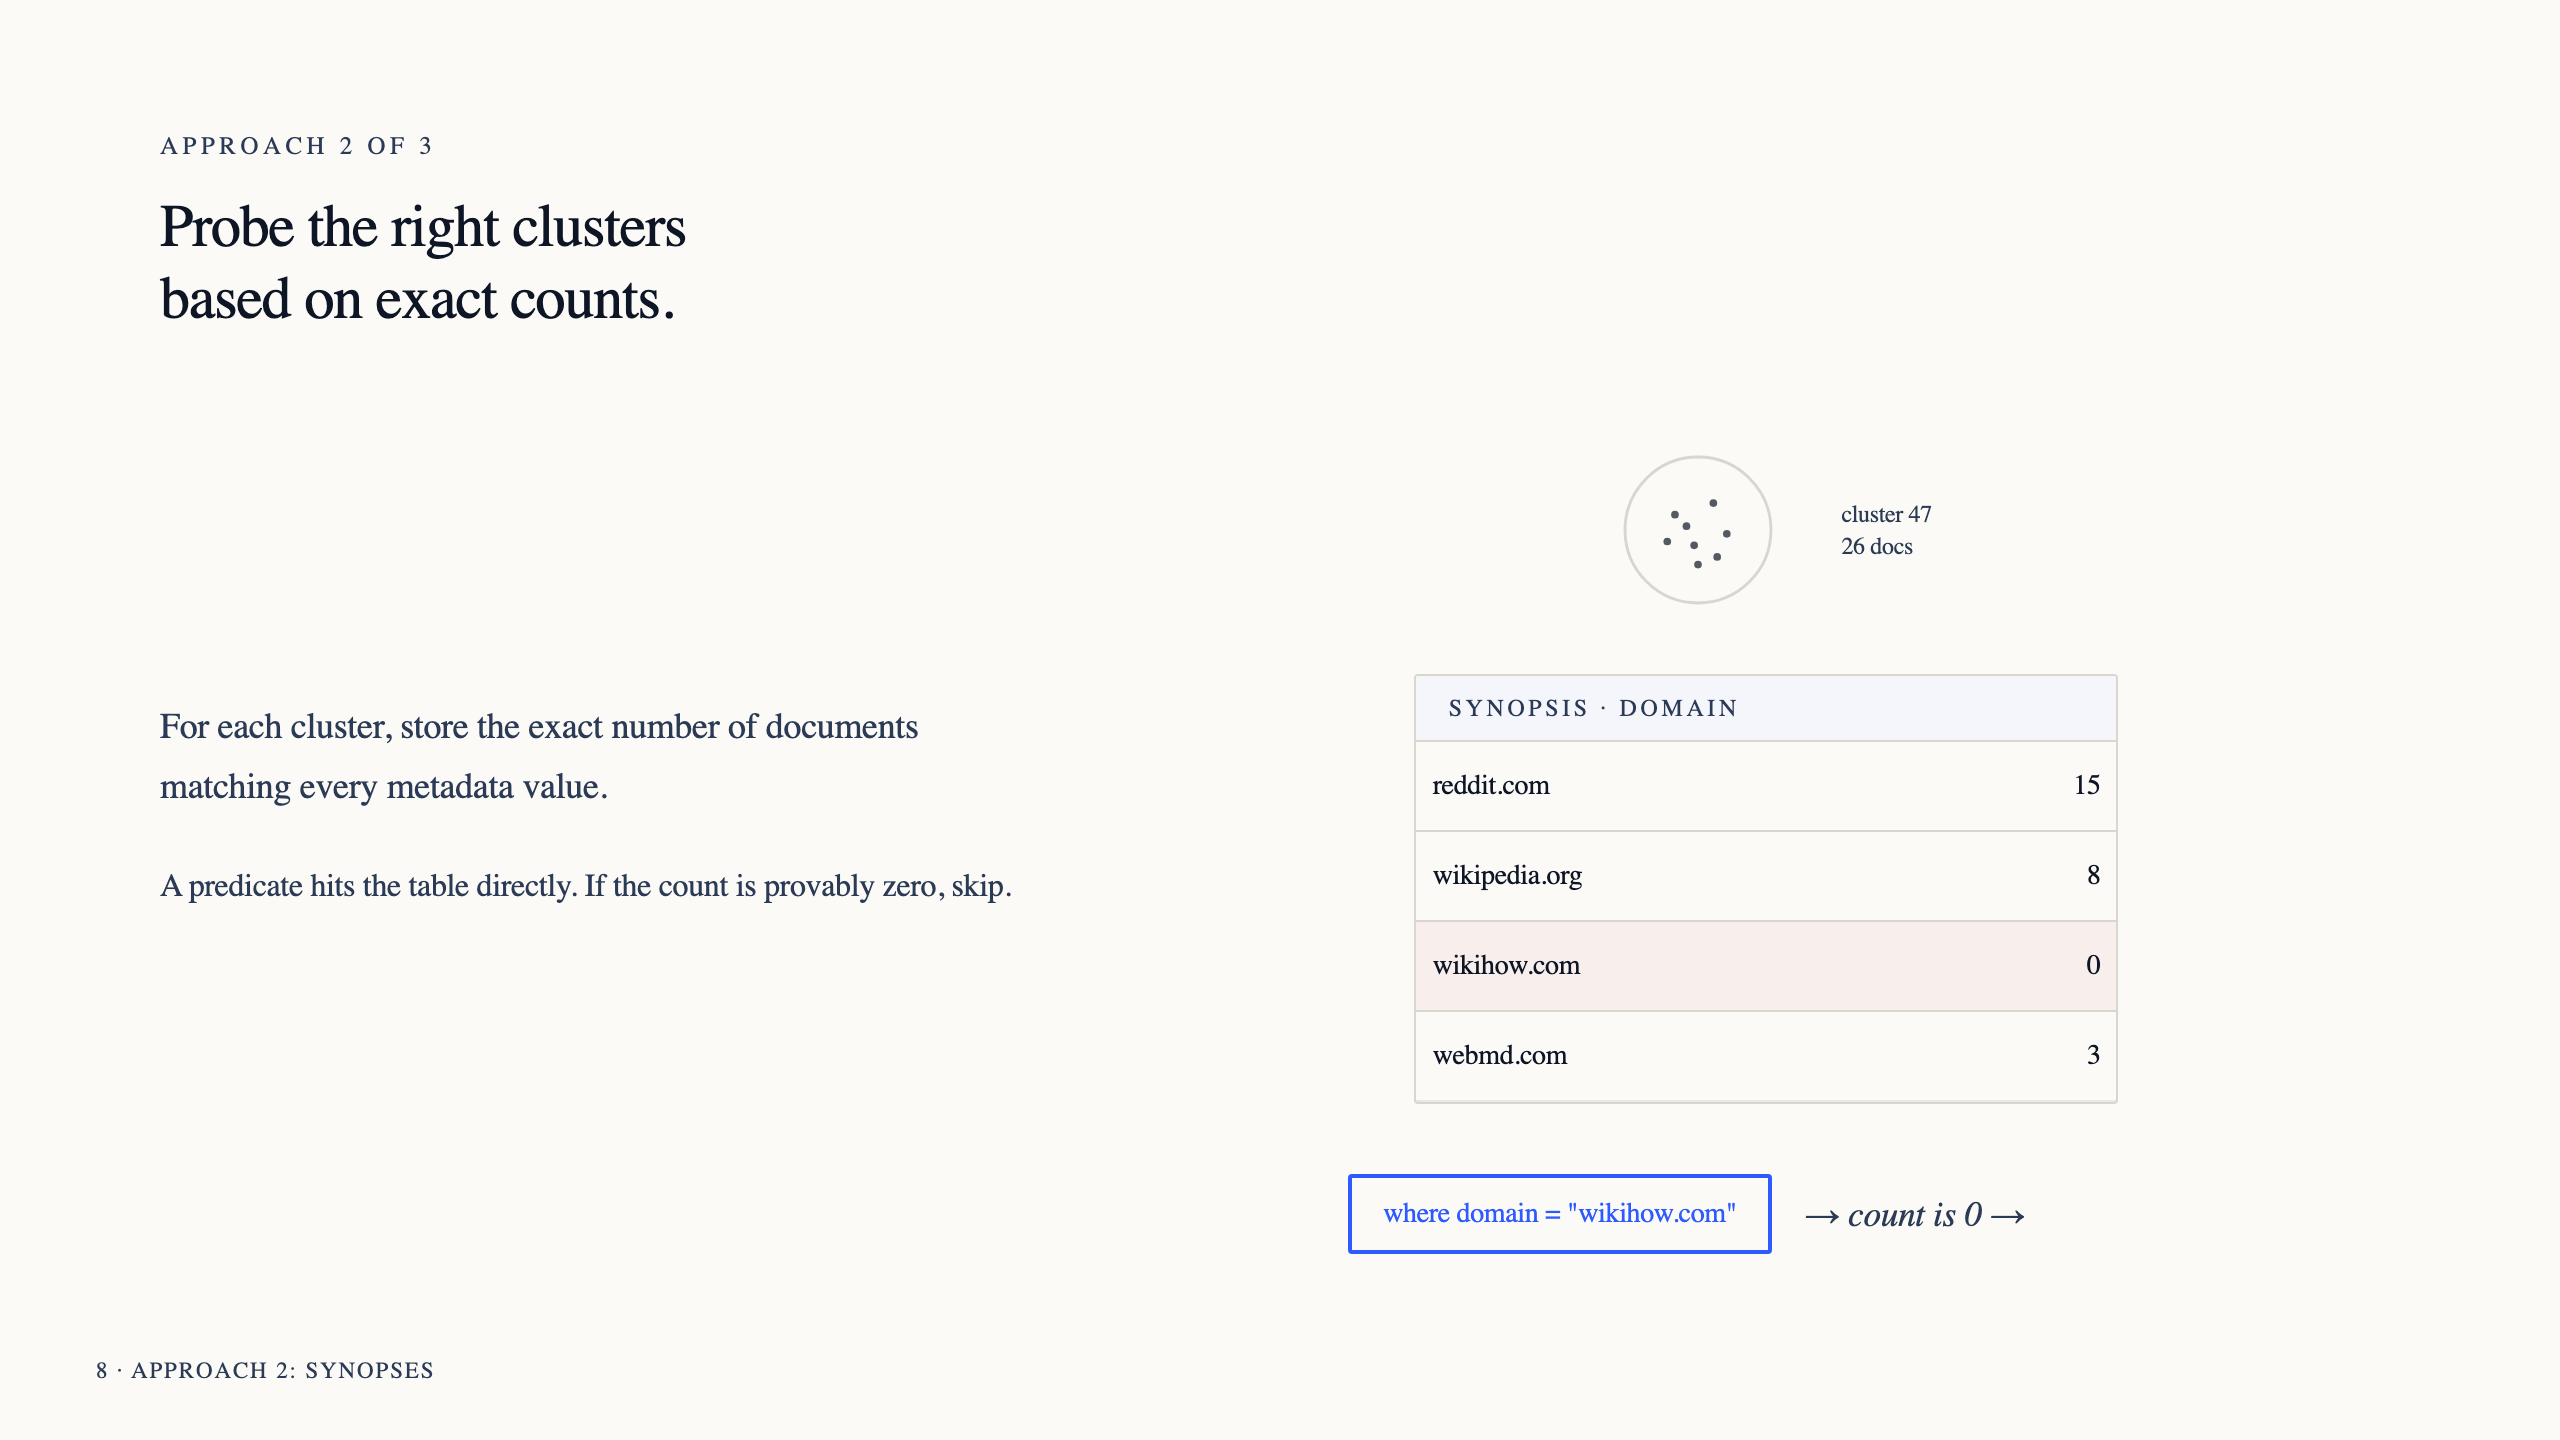 APPROACH 2 OF 3
Probe the right clusters
based on exact counts.
For each cluster, store the exact number of documents
matching every metadata value.
A predicate hits the table directly. If the count is provably zero, skip.
cluster 47
26 docs
SYNOPSIS · DOMAIN
reddit.com 15
wikipedia.org 8
wikihow.com 0
webmd.com 3
where domain = "wikihow.com" → count is 0 →
8 · APPROACH 2: SYNOPSES